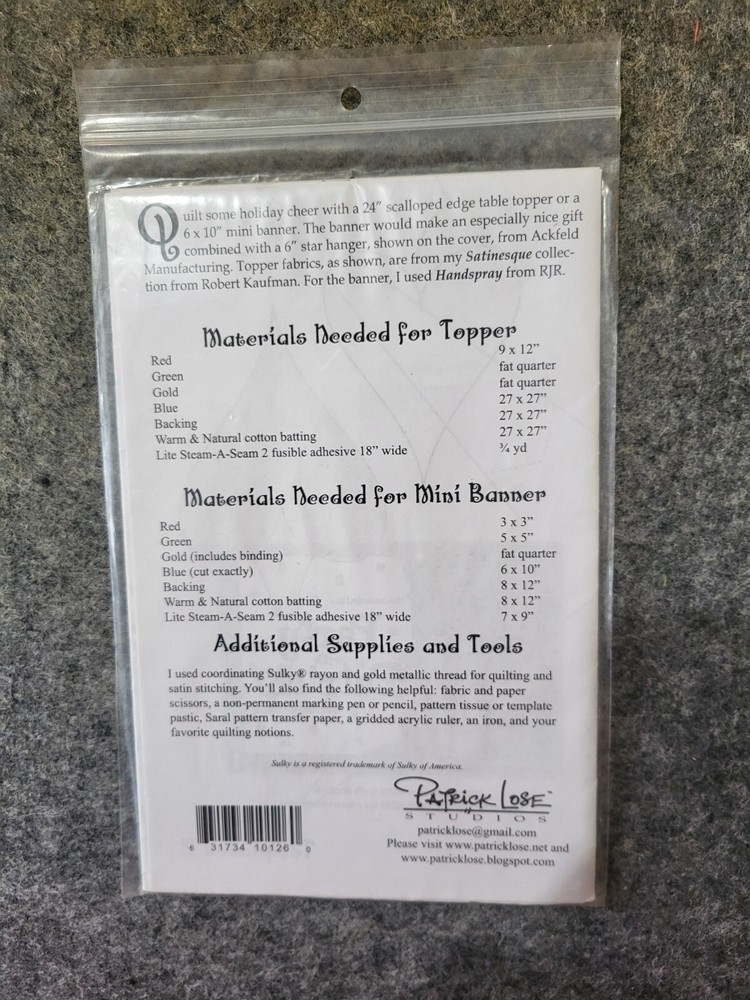 Quilt some holiday cheer with a 24” scalloped edge table topper or a
6 x 10” mini banner. The banner would make an especially nice gift
combined with a 6” star hanger, shown on the cover, from Ackfeld
Manufacturing. Topper fabrics, as shown, are from my Satinesque collec-
tion from Robert Kaufman. For the banner, I used Handspray from RJR.
Materials Needed for Topper
Red 9 x 12”
Green fat quarter
Gold fat quarter
Blue 27 x 27”
Backing 27 x 27”
Warm & Natural cotton batting 27 x 27”
Lite Steam-A-Seam 2 fusible adhesive 18” wide ¾ yd
Materials Needed for Mini Banner
Red 3 x 3”
Green 5 x 5”
Gold (includes binding) fat quarter
Blue (cut exactly) 6 x 10”
Backing 8 x 12”
Warm & Natural cotton batting 8 x 12”
Lite Steam-A-Seam 2 fusible adhesive 18” wide 7 x 9”
Additional Supplies and Tools
I used coordinating Sulky® rayon and gold metallic thread for quilting and
satin stitching. You’ll also find the following helpful: fabric and paper
scissors, a non-permanent marking pen or pencil, pattern tissue or template
pastic, Saral pattern transfer paper, a gridded acrylic ruler, an iron, and your
favorite quilting notions.
Sulky is a registered trademark of Sulky of America.
PATRICK LOSE™
STUDIOS
patricklose@gmail.com
Please visit www.patricklose.net and
www.patricklose.blogspot.com
6 31734 10126 0